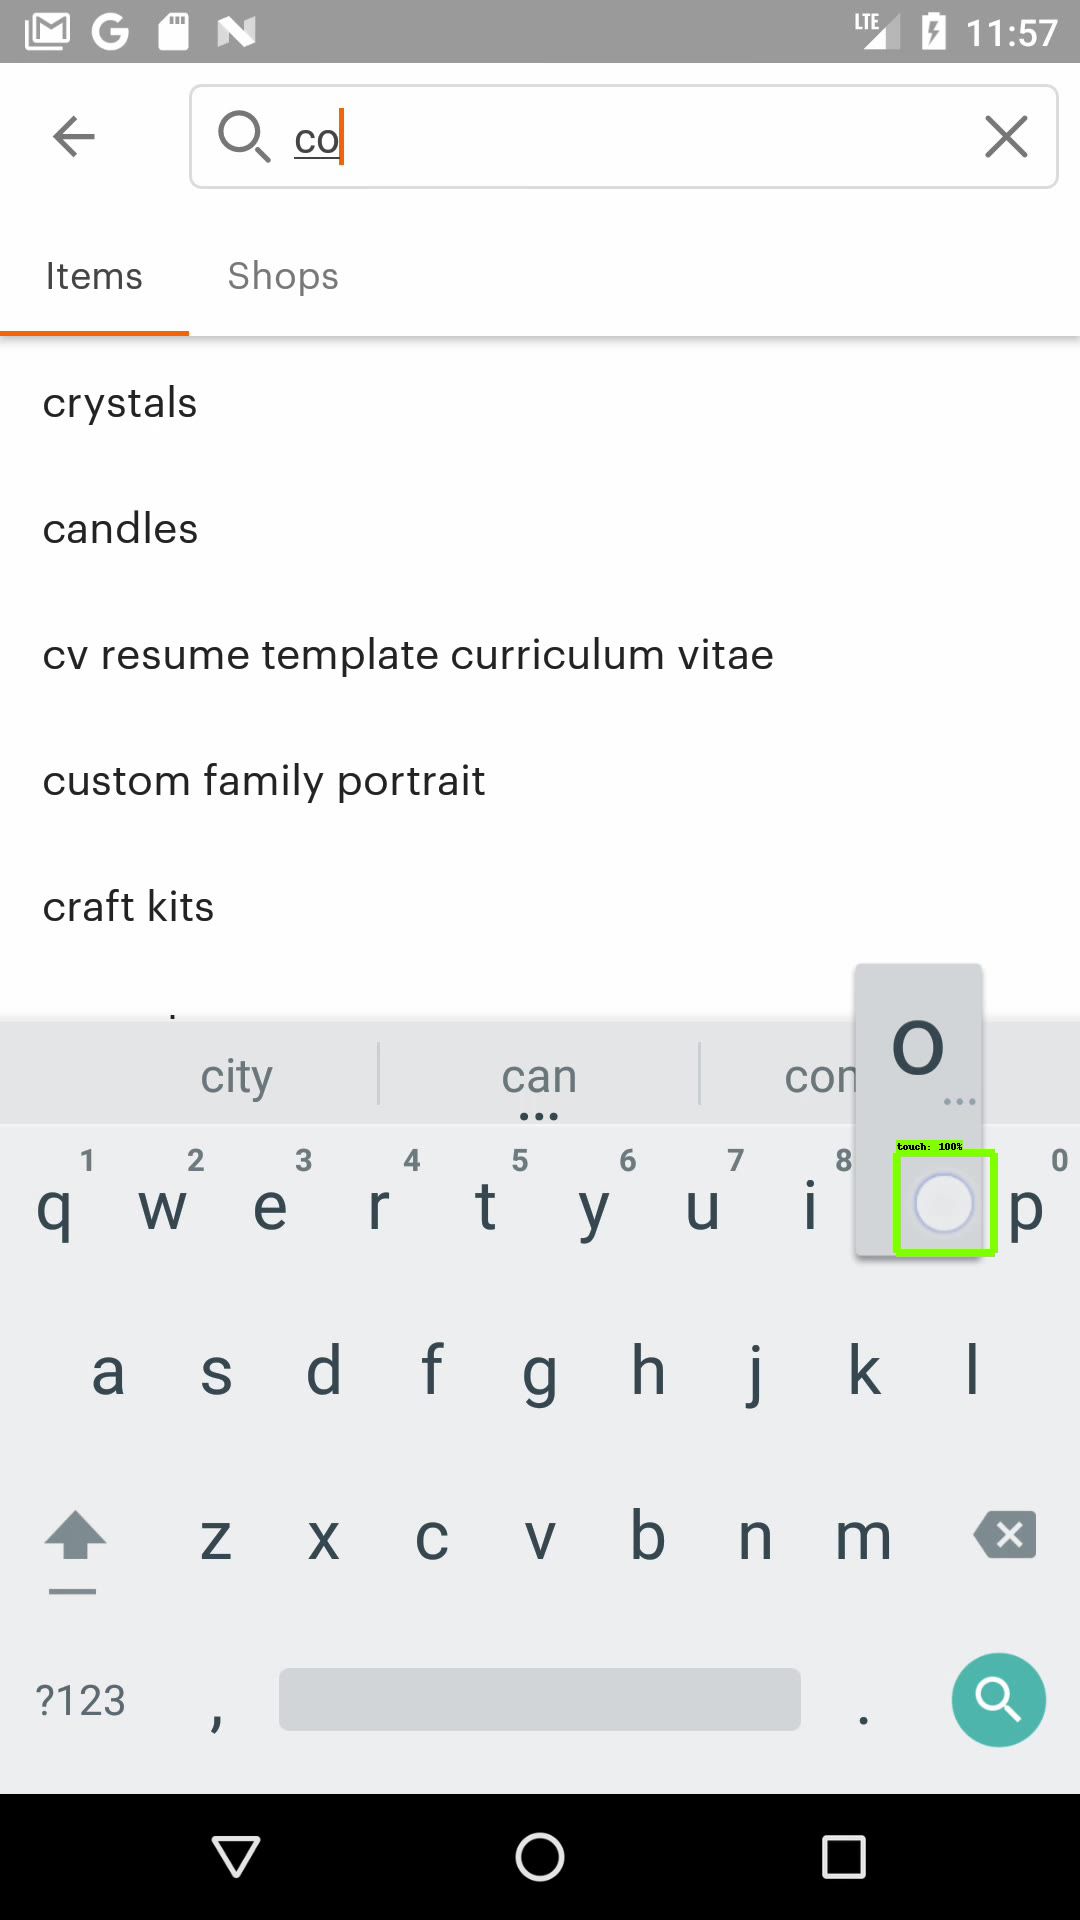 LTE 11:57
co
Items Shops
crystals
candles
cv resume template curriculum vitae
custom family portrait
craft kits
city can con
o
touch: 100%
1 2 3 4 5 6 7 8 0
q w e r t y u i p
a s d f g h j k l
z x c v b n m
?123 , .